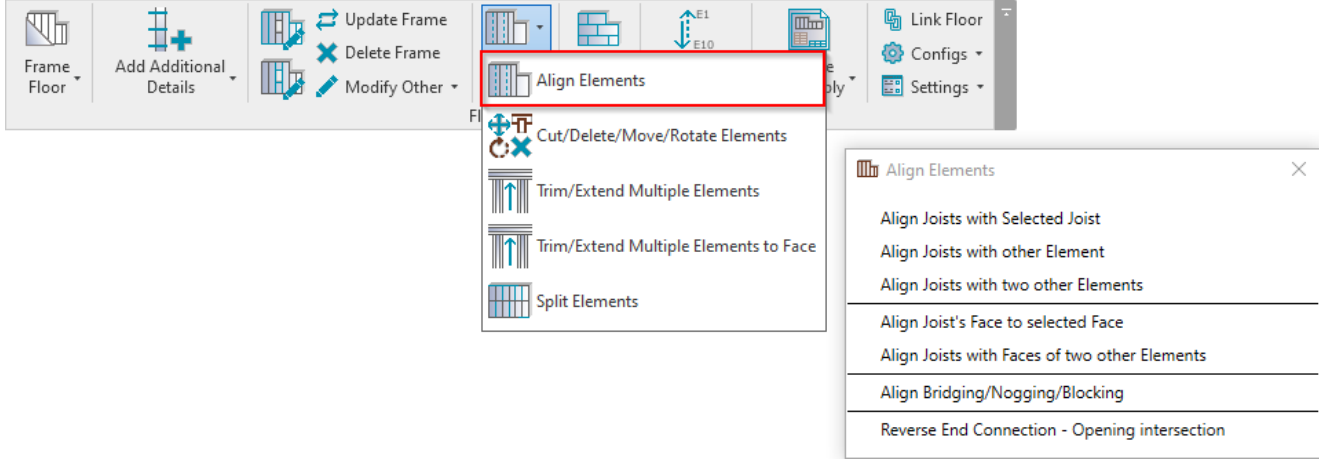 Frame
Floor
Add Additional
Details
Update Frame
Delete Frame
Modify Other
E1
E10
Link Floor
Configs
Settings
Align Elements
Cut/Delete/Move/Rotate Elements
Trim/Extend Multiple Elements
Trim/Extend Multiple Elements to Face
Split Elements
Align Elements
Align Joists with Selected Joist
Align Joists with other Element
Align Joists with two other Elements
Align Joist's Face to selected Face
Align Joists with Faces of two other Elements
Align Bridging/Nogging/Blocking
Reverse End Connection - Opening intersection